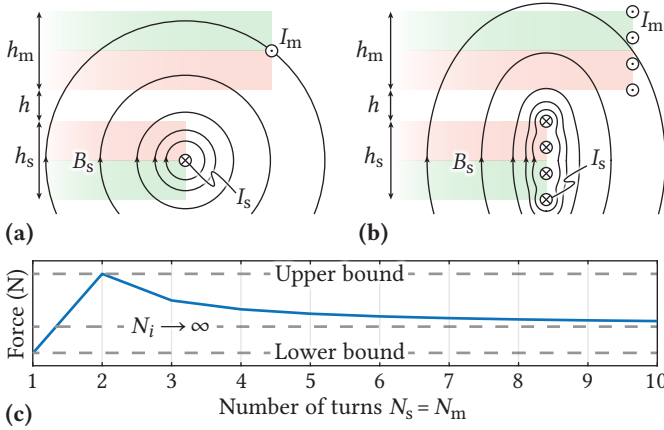 h_m
h
h_s
B_s
I_m
I_s
(a)
h_m
h
h_s
B_s
I_m
I_s
(b)
Force (N)
Upper bound
N_i → ∞
Lower bound
1 2 3 4 5 6 7 8 9 10
Number of turns N_s = N_m
(c)